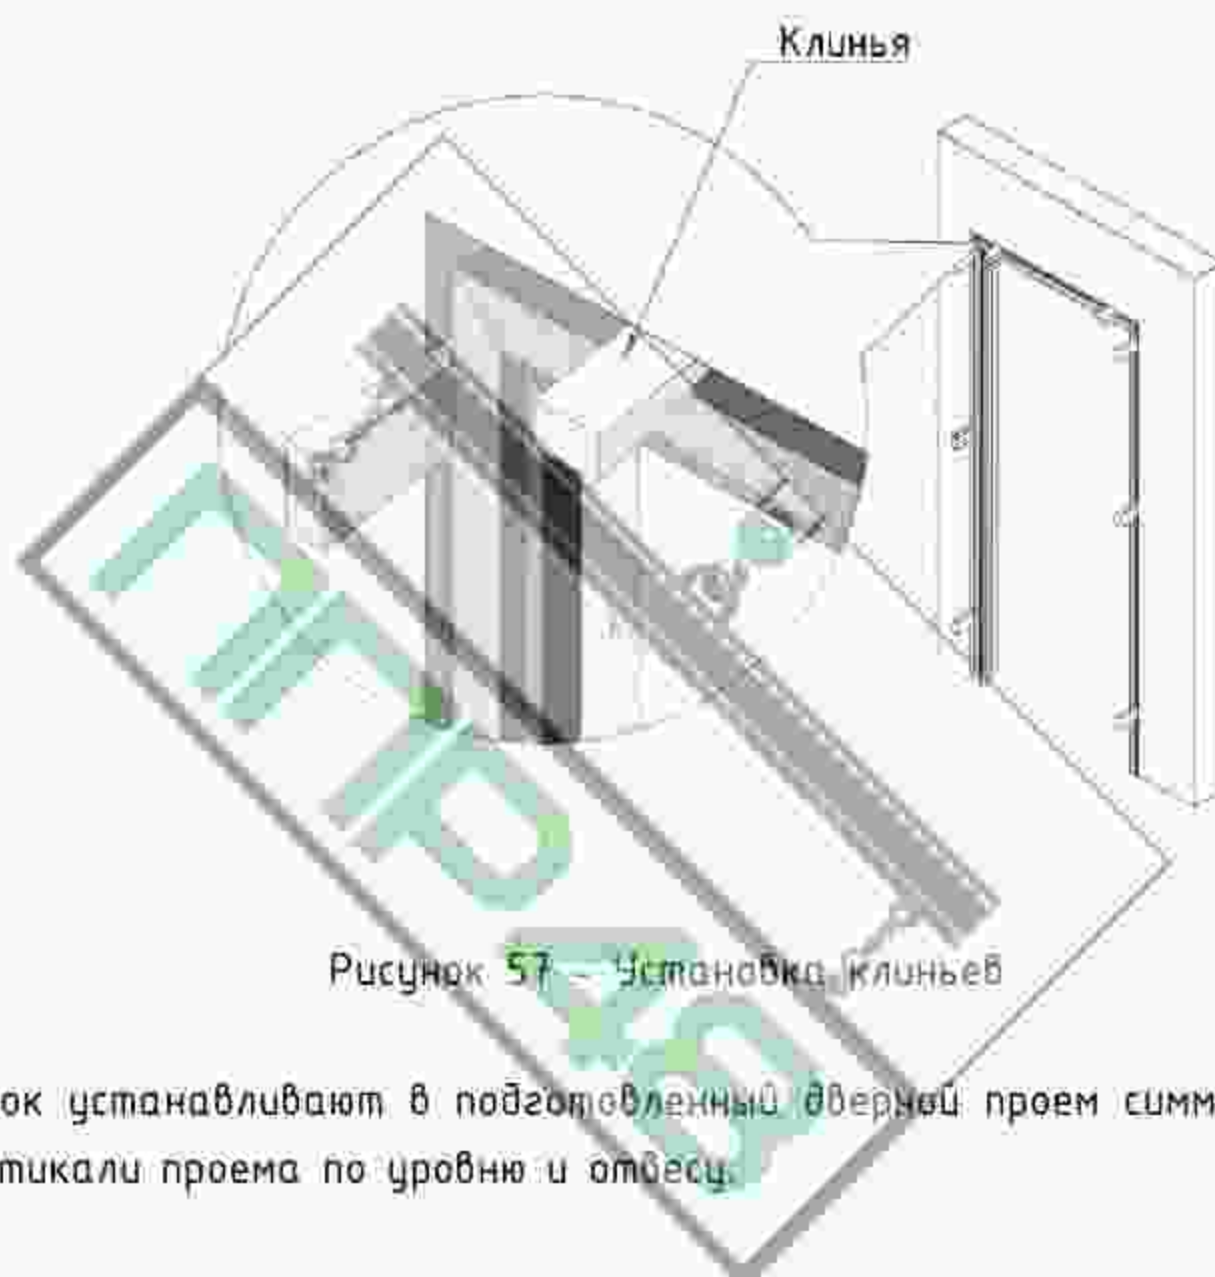 Клинья
Рисунок 57 - Установка клиньев
ок устанавливают в подготовленный дверной проем симм
тикали проема по уровню и отвесу.